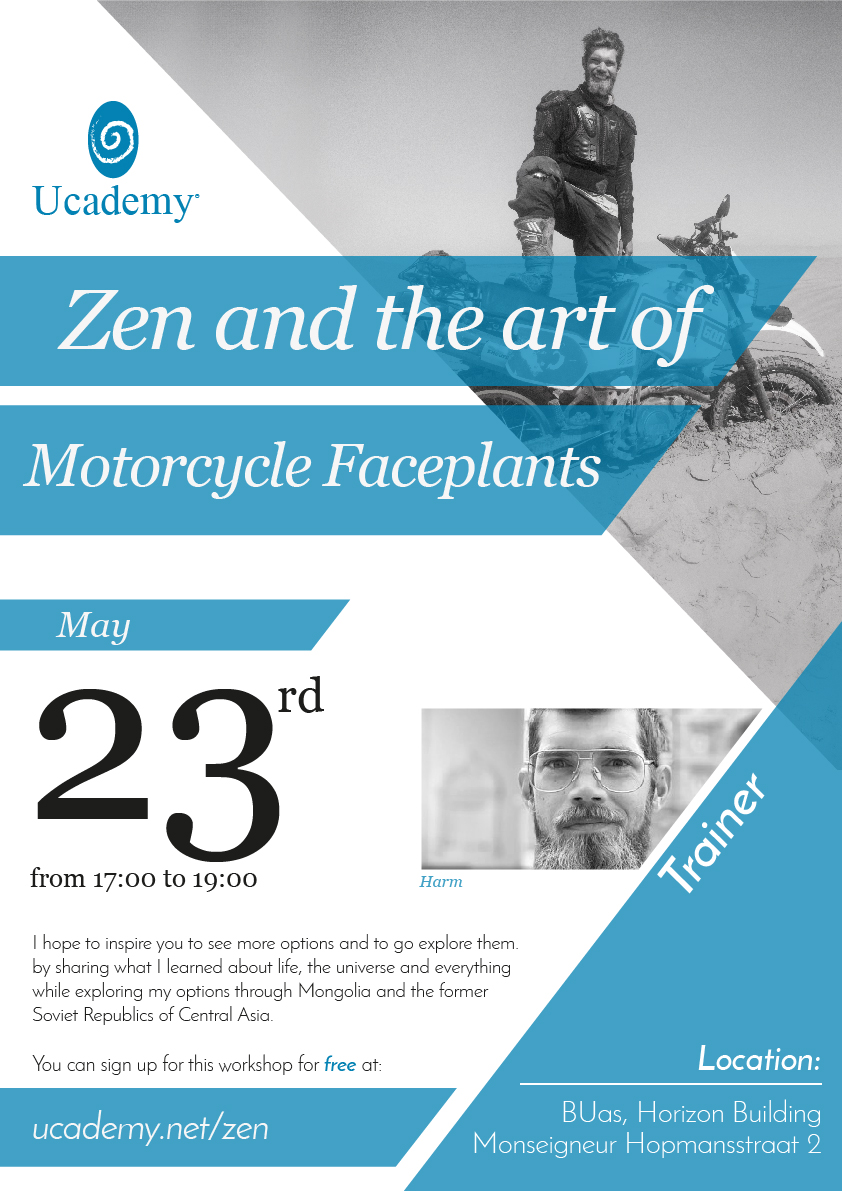 Ucademy®
Zen and the art of
Motorcycle Faceplants
May
23rd
from 17:00 to 19:00
Harm
Trainer
I hope to inspire you to see more options and to go explore them.
by sharing what I learned about life, the universe and everything
while exploring my options through Mongolia and the former
Soviet Republics of Central Asia.
You can sign up for this workshop for free at:
ucademy.net/zen
Location:
BUas, Horizon Building
Monseigneur Hopmansstraat 2